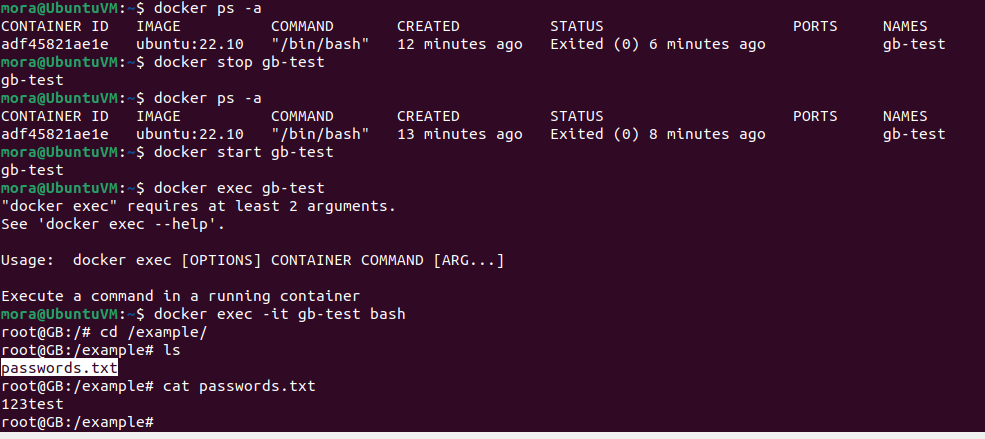 mora@UbuntuVM:~$ docker ps -a
CONTAINER ID   IMAGE          COMMAND       CREATED          STATUS                     PORTS     NAMES
adf45821ae1e   ubuntu:22.10   "/bin/bash"   12 minutes ago   Exited (0) 6 minutes ago             gb-test
mora@UbuntuVM:~$ docker stop gb-test
gb-test
mora@UbuntuVM:~$ docker ps -a
CONTAINER ID   IMAGE          COMMAND       CREATED          STATUS                     PORTS     NAMES
adf45821ae1e   ubuntu:22.10   "/bin/bash"   13 minutes ago   Exited (0) 8 minutes ago             gb-test
mora@UbuntuVM:~$ docker start gb-test
gb-test
mora@UbuntuVM:~$ docker exec gb-test
"docker exec" requires at least 2 arguments.
See 'docker exec --help'.

Usage:  docker exec [OPTIONS] CONTAINER COMMAND [ARG...]

Execute a command in a running container
mora@UbuntuVM:~$ docker exec -it gb-test bash
root@GB:/# cd /example/
root@GB:/example# ls
passwords.txt
root@GB:/example# cat passwords.txt
123test
root@GB:/example#